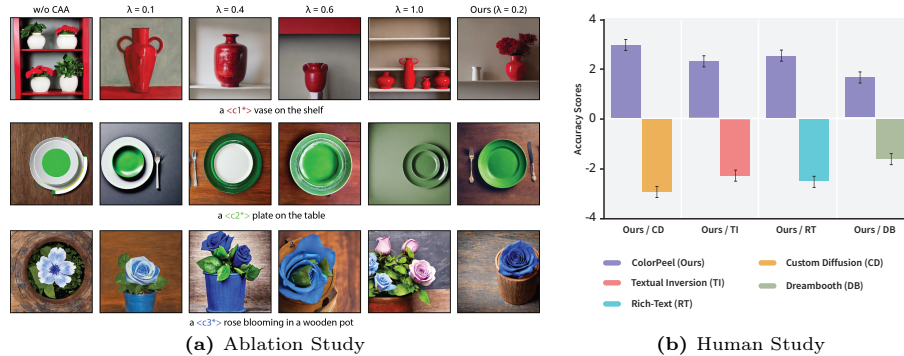 w/o CAA λ = 0.1 λ = 0.4 λ = 0.6 λ = 1.0 Ours (λ = 0.2)
a <c1*> vase on the shelf
a <c2*> plate on the table
a <c3*> rose blooming in a wooden pot
(a) Ablation Study
Accuracy Scores
4
2
0
-2
-4
Ours / CD Ours / TI Ours / RT Ours / DB
ColorPeel (Ours) Custom Diffusion (CD)
Textual Inversion (TI) Dreambooth (DB)
Rich-Text (RT)
(b) Human Study